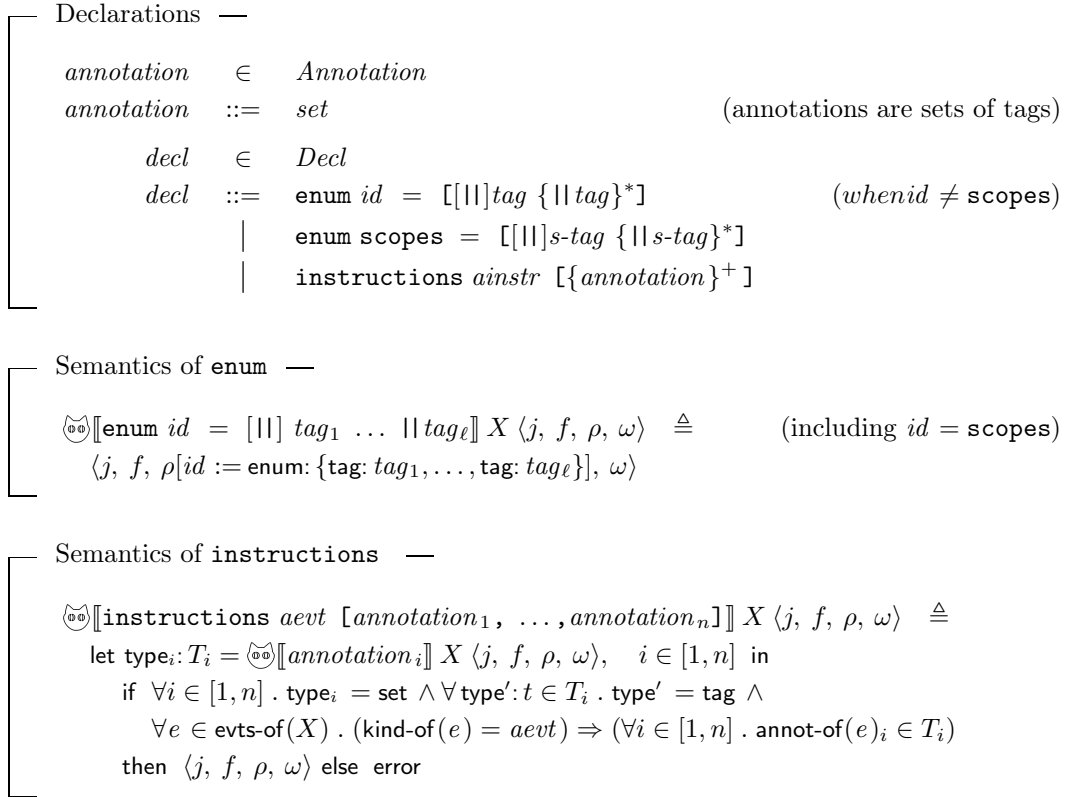 Declarations
annotation ∈ Annotation
annotation ::= set (annotations are sets of tags)
decl ∈ Decl
decl ::= enum id = [[||]tag {||tag}*] (whenid ≠ scopes)
| enum scopes = [[||]s-tag {||s-tag}*]
| instructions ainstr [{annotation}⁺]
Semantics of enum
⟦enum id = [||] tag₁ … ||tagℓ⟧ X ⟨j, f, ρ, ω⟩ ≜ (including id = scopes)
⟨j, f, ρ[id := enum: {tag: tag₁,…,tag: tagℓ}], ω⟩
Semantics of instructions
⟦instructions aevt [annotation₁, …,annotationₙ]⟧ X ⟨j, f, ρ, ω⟩ ≜
let typeᵢ: Tᵢ = ⟦annotationᵢ⟧ X ⟨j, f, ρ, ω⟩, i ∈ [1, n] in
if ∀i ∈ [1, n] . typeᵢ = set ∧ ∀ type′: t ∈ Tᵢ . type′ = tag ∧
∀e ∈ evts-of(X) . (kind-of(e) = aevt) ⇒ (∀i ∈ [1, n] . annot-of(e)ᵢ ∈ Tᵢ)
then ⟨j, f, ρ, ω⟩ else error